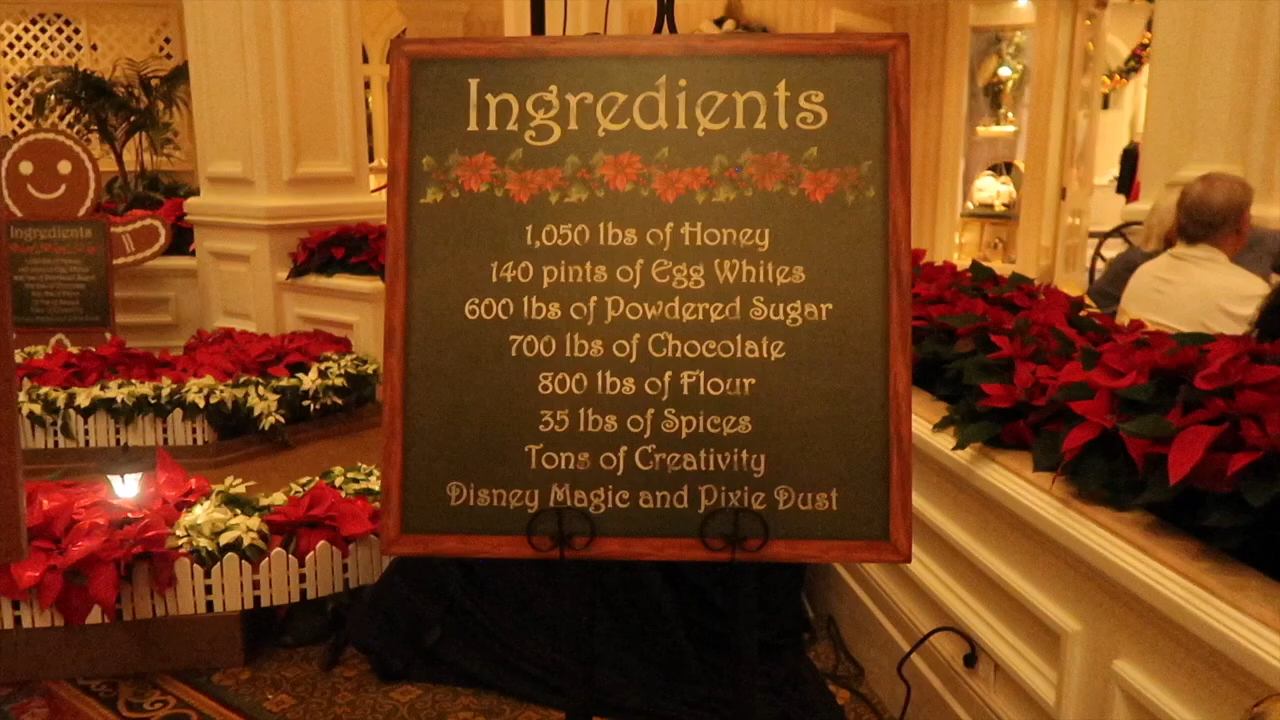 Ingredients
1,050 lbs of Honey
140 pints of Egg Whites
600 lbs of Powdered Sugar
700 lbs of Chocolate
800 lbs of Flour
35 lbs of Spices
Tons of Creativity
Disney Magic and Pixie Dust
Ingredients